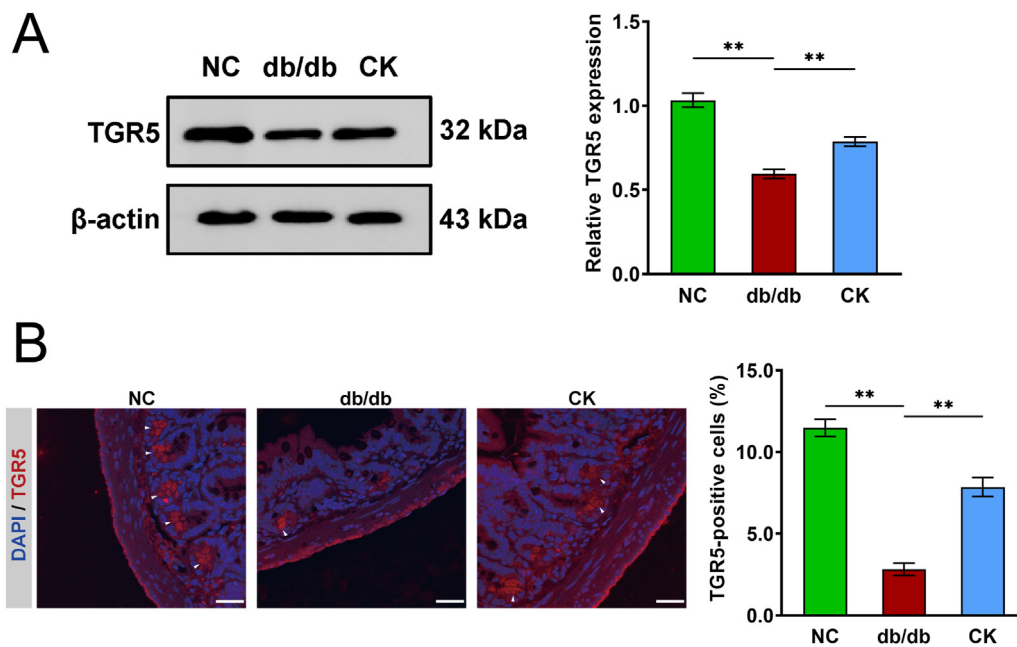 A
NC db/db CK
TGR5 32 kDa
β-actin 43 kDa
Relative TGR5 expression
1.5
1.0
0.5
0.0
** **
NC db/db CK
B
DAPI / TGR5
NC db/db CK
TGR5-positive cells (%)
15.0
10.0
5.0
0.0
** **
NC db/db CK